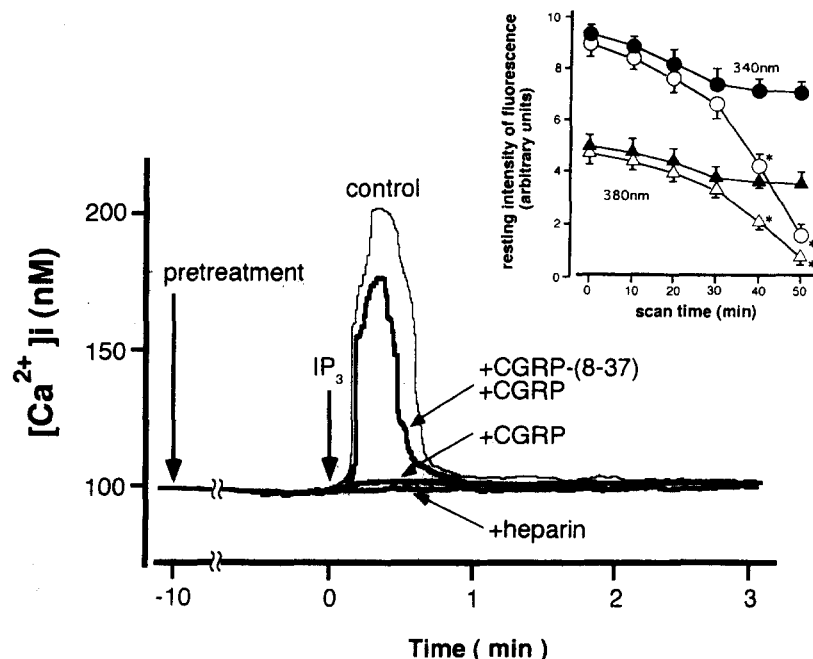 control
200
pretreatment
[Ca2+]i (nM)
150
IP3
+CGRP-(8-37)
+CGRP
+CGRP
100
+heparin
-10
0
1
2
3
Time ( min )
10
8
6
4
2
0
resting intensity of fluorescence
(arbitrary units)
340nm
380nm
*
*
*
*
0
10
20
30
40
50
scan time (min)